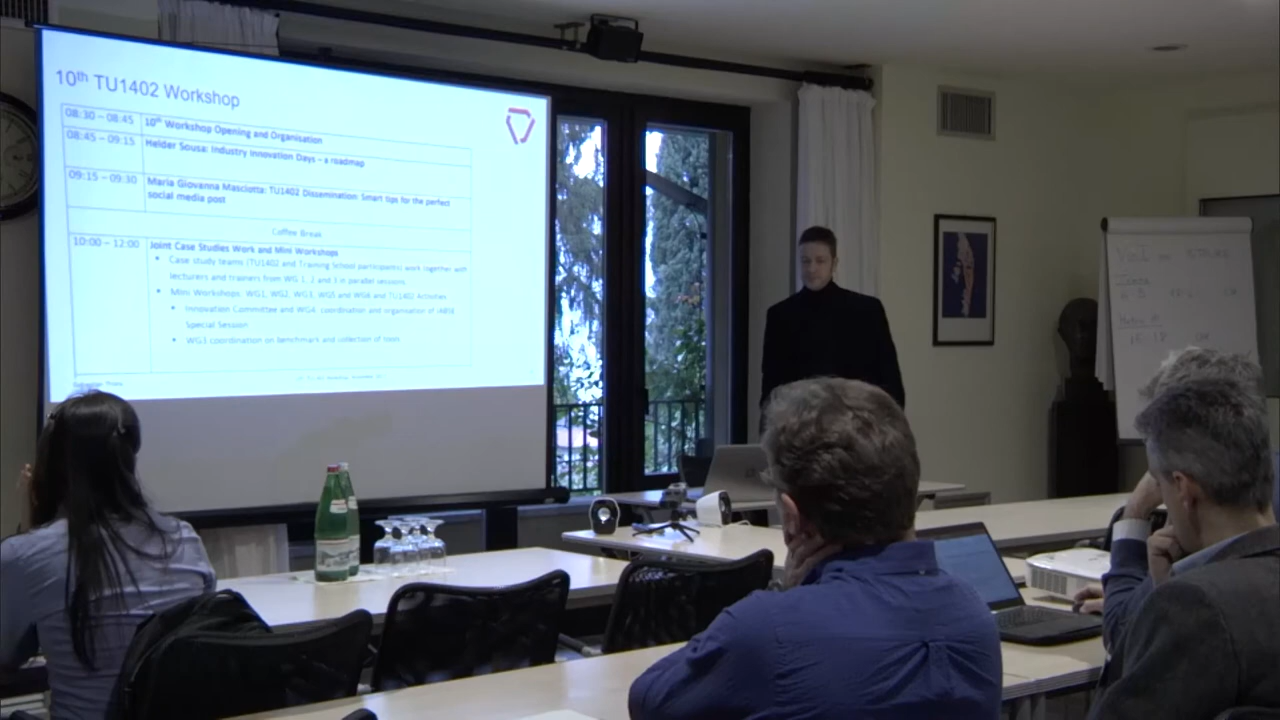 10th TU1402 Workshop
08:30 – 08:45 10th Workshop Opening and Organisation
08:45 – 09:15 Helder Sousa: Industry Innovation Days – a roadmap
09:15 – 09:30 Maria Giovanna Masciotta: TU1402 Dissemination: Smart tips for the perfect
social media post
Coffee Break
10:00 – 12:00 Joint Case Studies Work and Mini Workshops
• Case study teams (TU1402 and Training School participants) work together with
lecturers and trainers from WG 1, 2 and 3 in parallel sessions
• Mini Workshops: WG1, WG2, WG3, WG5 and WG6 and TU1402 Activities
• Innovation Committee and WG4: coordination and organisation of
Special Session
• WG3 coordination on benchmark and collection of tools